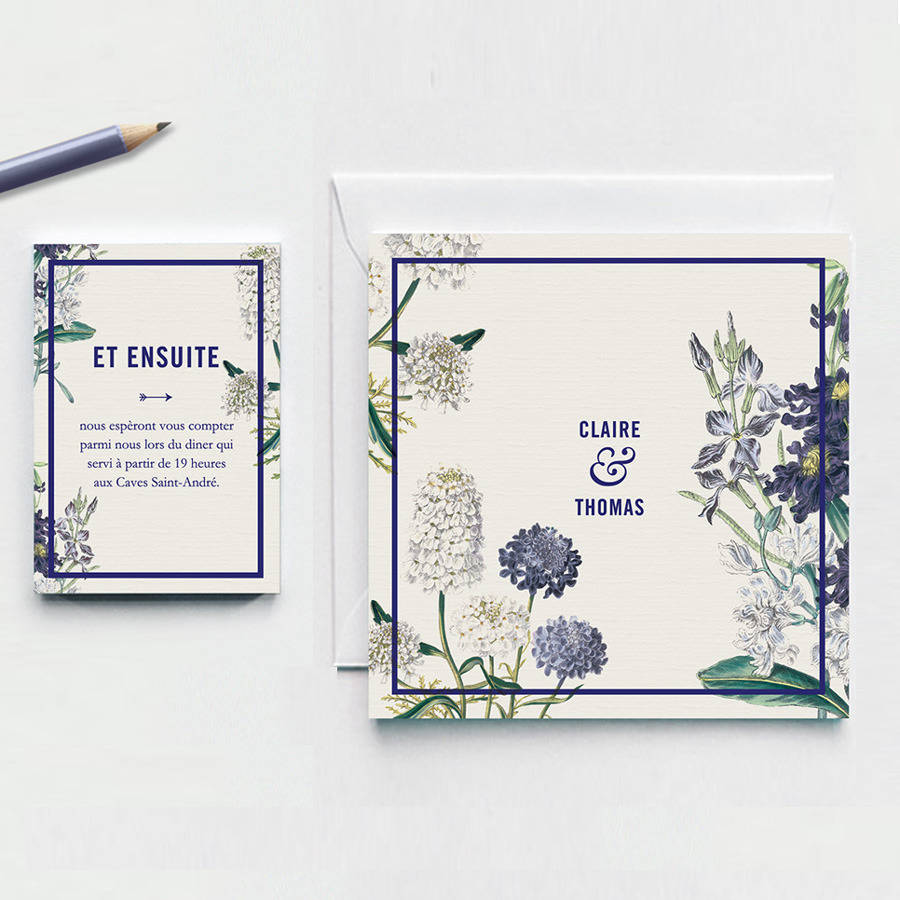 ET ENSUITE
nous espèront vous compter
parmi nous lors du diner qui
servi à partir de 19 heures
aux Caves Saint-André.
CLAIRE
&
THOMAS